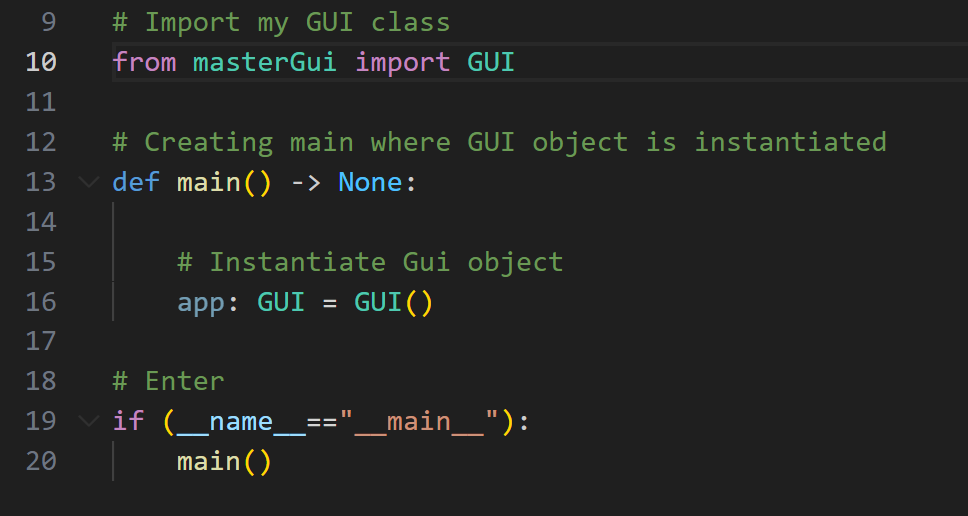 9 # Import my GUI class
10 from masterGui import GUI
11
12 # Creating main where GUI object is instantiated
13 def main() -> None:
14
15     # Instantiate Gui object
16     app: GUI = GUI()
17
18 # Enter
19 if (__name__=="__main__"):
20     main()